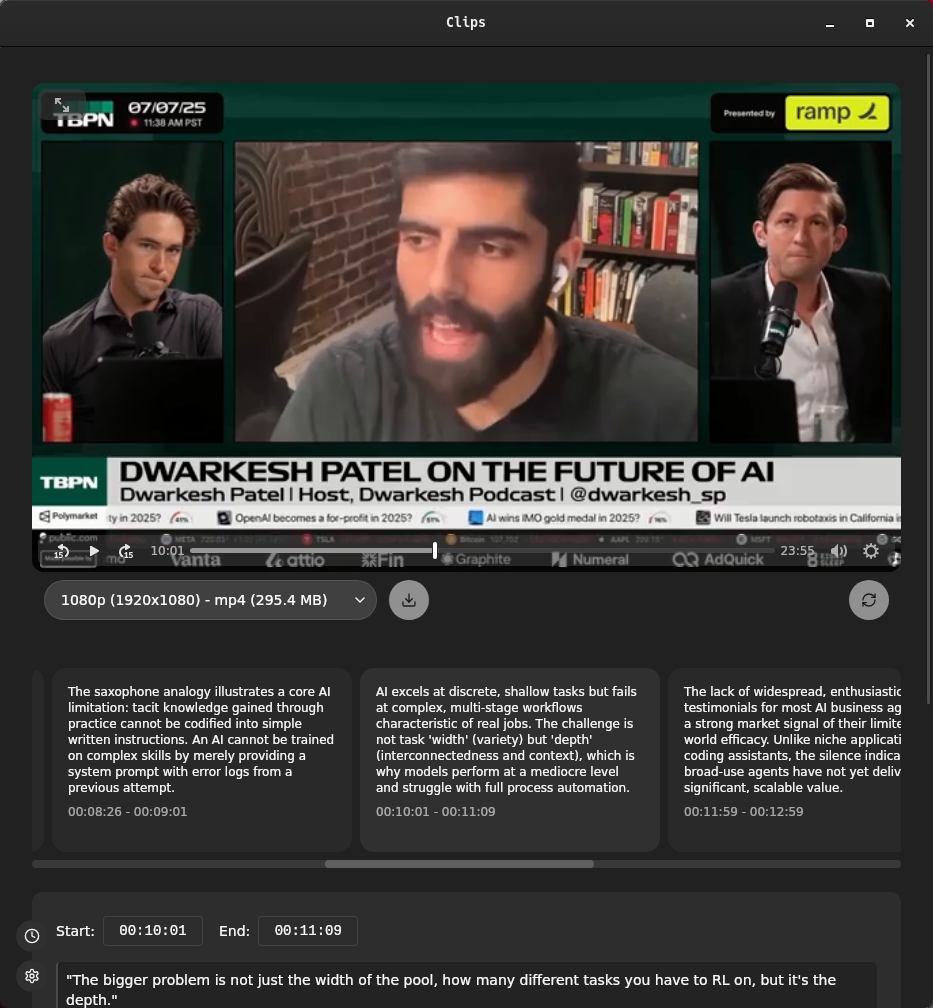 Clips
TBPN
07/07/25
11:38 AM PST
Presented by
ramp
TBPN
DWARKESH PATEL ON THE FUTURE OF AI
Dwarkesh Patel | Host, Dwarkesh Podcast | @dwarkesh_sp
Polymarket
ty in 2025?
OpenAI becomes a for-profit in 2025?
AI wins IMO gold medal in 2025?
Will Tesla launch robotaxis in California i
public.com
META
TSLA
Bitcoin
AAPL
MSFT
15
15
10:01
23:55
Vanta
attio
Fin
Graphite
Numeral
AdQuick
1080p (1920x1080) - mp4 (295.4 MB)
The saxophone analogy illustrates a core AI
limitation: tacit knowledge gained through
practice cannot be codified into simple
written instructions. An AI cannot be trained
on complex skills by merely providing a
system prompt with error logs from a
previous attempt.
00:08:26 - 00:09:01
AI excels at discrete, shallow tasks but fails
at complex, multi-stage workflows
characteristic of real jobs. The challenge is
not task 'width' (variety) but 'depth'
(interconnectedness and context), which is
why models perform at a mediocre level
and struggle with full process automation.
00:10:01 - 00:11:09
The lack of widespread, enthusiastic
testimonials for most AI business ag
a strong market signal of their limite
world efficacy. Unlike niche applicati
coding assistants, the silence indica
broad-use agents have not yet deliv
significant, scalable value.
00:11:59 - 00:12:59
Start: 00:10:01 End: 00:11:09
"The bigger problem is not just the width of the pool, how many different tasks you have to RL on, but it's the
depth."